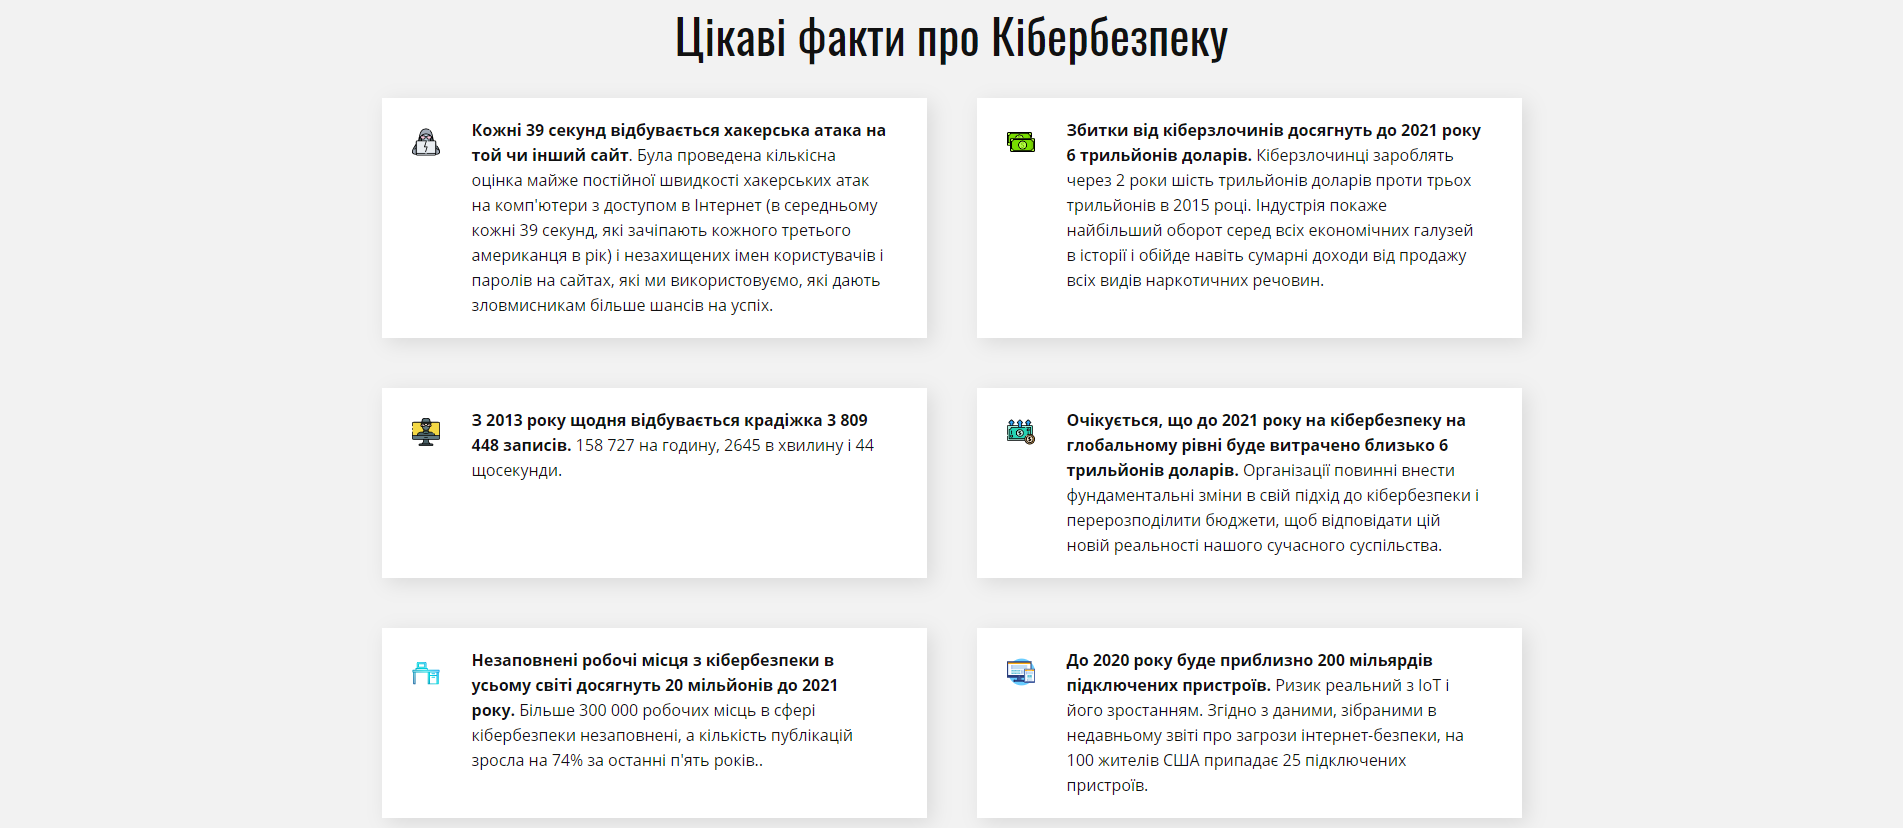 Цікаві факти про Кібербезпеку
Кожні 39 секунд відбувається хакерська атака на
той чи інший сайт. Була проведена кількісна
оцінка майже постійної швидкості хакерських атак
на комп'ютери з доступом в Інтернет (в середньому
кожні 39 секунд, які зачіпають кожного третього
американця в рік) і незахищених імен користувачів і
паролів на сайтах, які ми використовуємо, які дають
зловмисникам більше шансів на успіх.
Збитки від кіберзлочинів досягнуть до 2021 року
6 трильйонів доларів. Кіберзлочинці зароблять
через 2 роки шість трильйонів доларів проти трьох
трильйонів в 2015 році. Індустрія покаже
найбільший оборот серед всіх економічних галузей
в історії і обійде навіть сумарні доходи від продажу
всіх видів наркотичних речовин.
З 2013 року щодня відбувається крадіжка 3 809
448 записів. 158 727 на годину, 2645 в хвилину і 44
щосекунди.
Очікується, що до 2021 року на кібербезпеку на
глобальному рівні буде витрачено близько 6
трильйонів доларів. Організації повинні внести
фундаментальні зміни в свій підхід до кібербезпеки і
перерозподілити бюджети, щоб відповідати цій
новій реальності нашого сучасного суспільства.
Незаповнені робочі місця з кібербезпеки в
усьому світі досягнуть 20 мільйонів до 2021
року. Більше 300 000 робочих місць в сфері
кібербезпеки незаповнені, а кількість публікацій
зросла на 74% за останні п'ять років..
До 2020 року буде приблизно 200 мільярдів
підключених пристроїв. Ризик реальний з IoT і
його зростанням. Згідно з даними, зібраними в
недавньому звіті про загрози інтернет-безпеки, на
100 жителів США припадає 25 підключених
пристроїв.